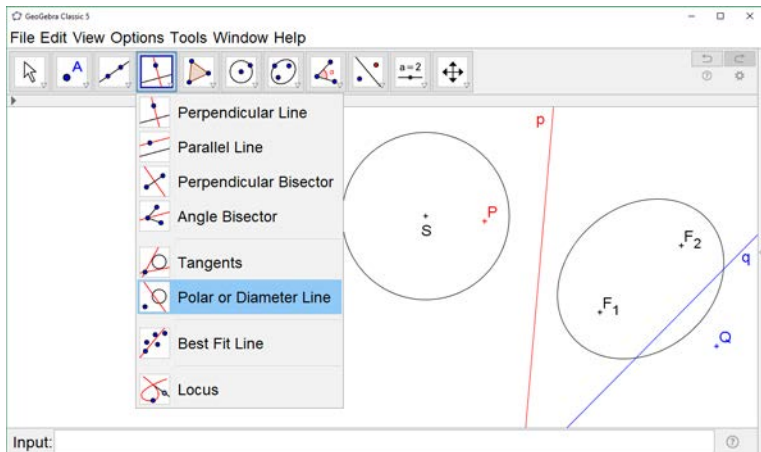 GeoGebra Classic 5
File Edit View Options Tools Window Help
A
α
a=2
Perpendicular Line
Parallel Line
Perpendicular Bisector
Angle Bisector
Tangents
Polar or Diameter Line
Best Fit Line
Locus
p
P
S
F2
q
F1
Q
Input: